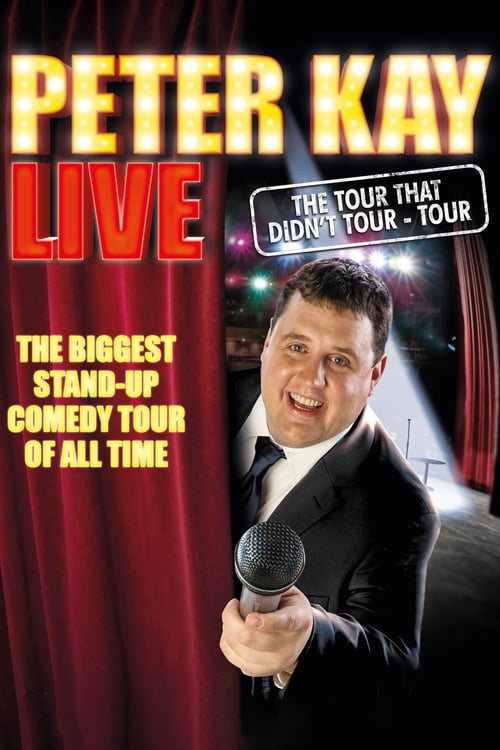 PETER KAY
LIVE
THE TOUR THAT
DIDN'T TOUR - TOUR
THE BIGGEST
STAND-UP
COMEDY TOUR
OF ALL TIME